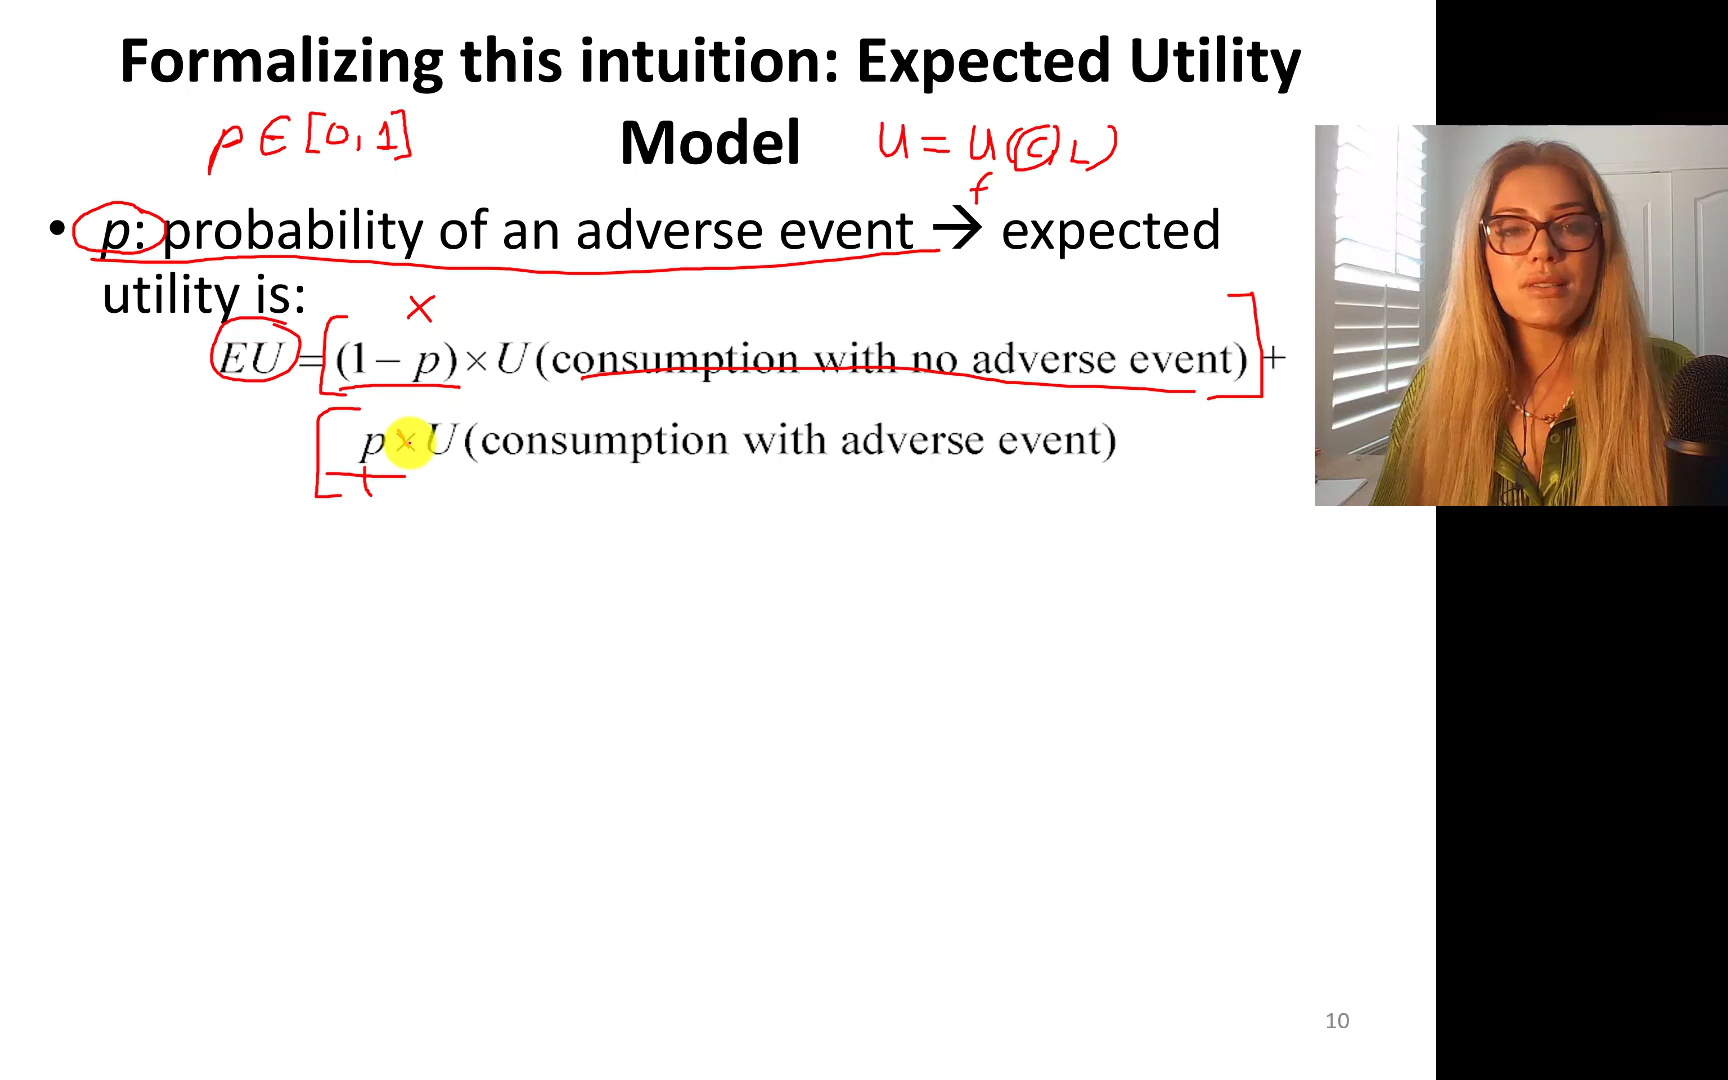 Formalizing this intuition: Expected Utility
p ∈ [0, 1]
Model
U = U(C, L)
f
• p: probability of an adverse event → expected
utility is:
x
EU = (1 − p) × U(consumption with no adverse event) +
p × U(consumption with adverse event)
10